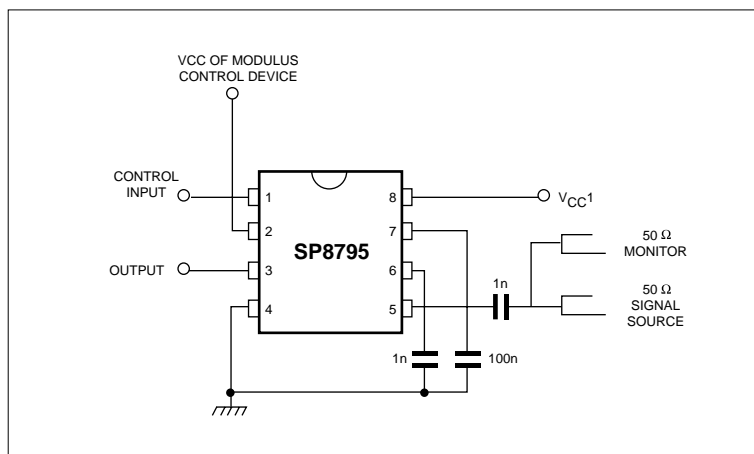 VCC OF MODULUS
CONTROL DEVICE
CONTROL
INPUT
OUTPUT
1
2
3
4
SP8795
8
7
6
5
VCC1
50 Ω
MONITOR
50 Ω
SIGNAL
SOURCE
1n
1n
100n